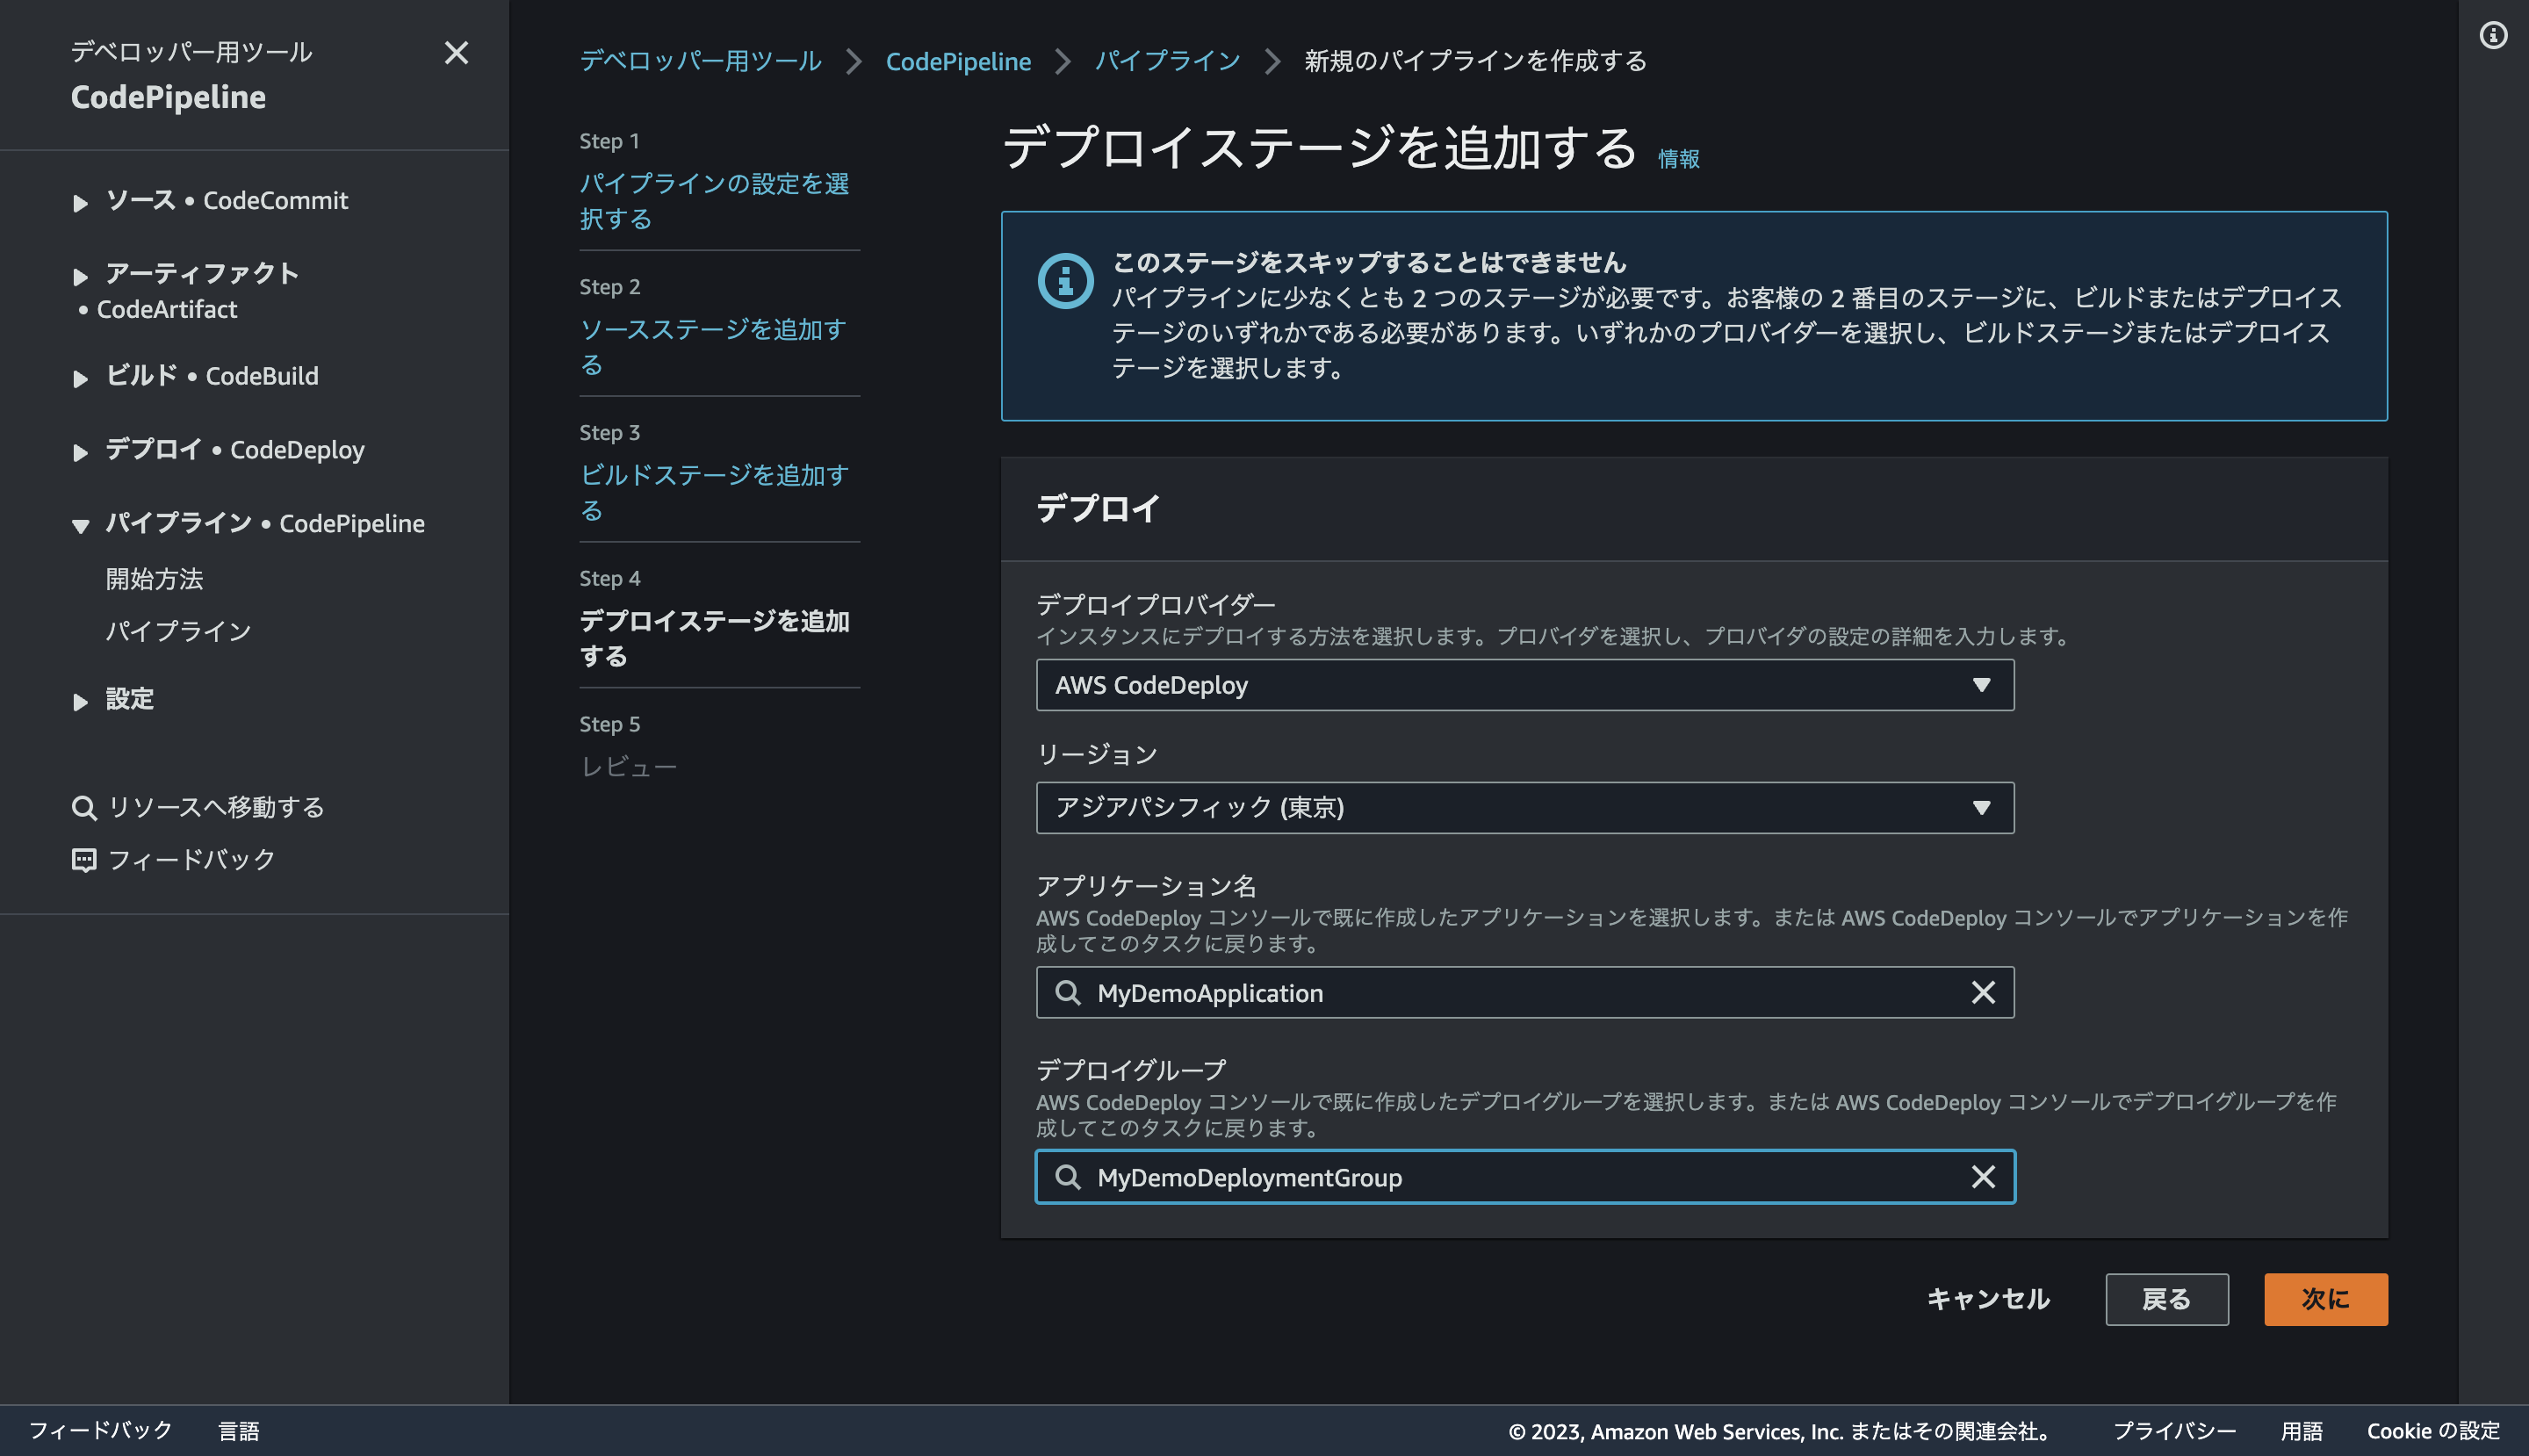 デベロッパー用ツール
CodePipeline
ソース • CodeCommit
アーティファクト
• CodeArtifact
ビルド • CodeBuild
デプロイ • CodeDeploy
パイプライン • CodePipeline
開始方法
パイプライン
設定
リソースへ移動する
フィードバック
デベロッパー用ツール > CodePipeline > パイプライン > 新規のパイプラインを作成する
Step 1
パイプラインの設定を選
択する
Step 2
ソースステージを追加す
る
Step 3
ビルドステージを追加す
る
Step 4
デプロイステージを追加
する
Step 5
レビュー
デプロイステージを追加する 情報
このステージをスキップすることはできません
パイプラインに少なくとも 2 つのステージが必要です。お客様の 2 番目のステージに、ビルドまたはデプロイス
テージのいずれかである必要があります。いずれかのプロバイダーを選択し、ビルドステージまたはデプロイス
テージを選択します。
デプロイ
デプロイプロバイダー
インスタンスにデプロイする方法を選択します。プロバイダを選択し、プロバイダの設定の詳細を入力します。
AWS CodeDeploy
リージョン
アジアパシフィック (東京)
アプリケーション名
AWS CodeDeploy コンソールで既に作成したアプリケーションを選択します。または AWS CodeDeploy コンソールでアプリケーションを作
成してこのタスクに戻ります。
MyDemoApplication
デプロイグループ
AWS CodeDeploy コンソールで既に作成したデプロイグループを選択します。または AWS CodeDeploy コンソールでデプロイグループを作
成してこのタスクに戻ります。
MyDemoDeploymentGroup
キャンセル 戻る 次に
フィードバック 言語 © 2023, Amazon Web Services, Inc. またはその関連会社。 プライバシー 用語 Cookie の設定